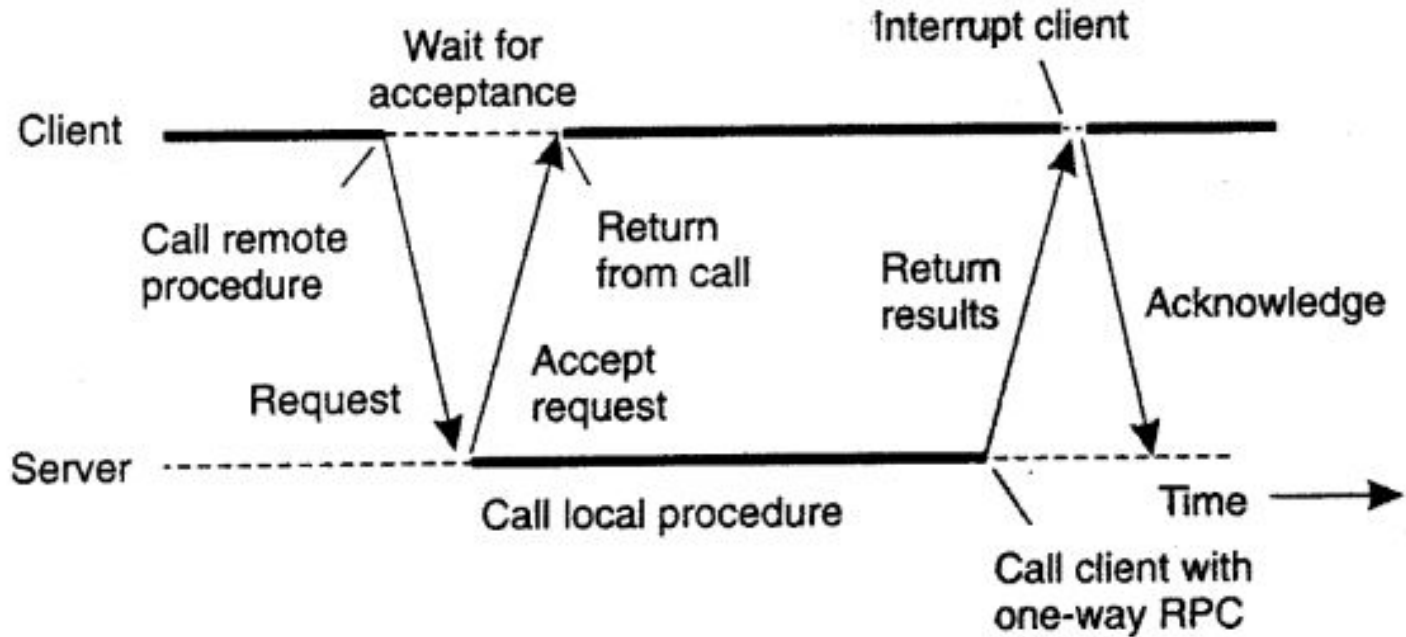 Interrupt client
Wait for
acceptance
Client
Call remote
procedure
Return
from call
Return
results
Acknowledge
Accept
request
Request
Server
Call local procedure
Time
Call client with
one-way RPC